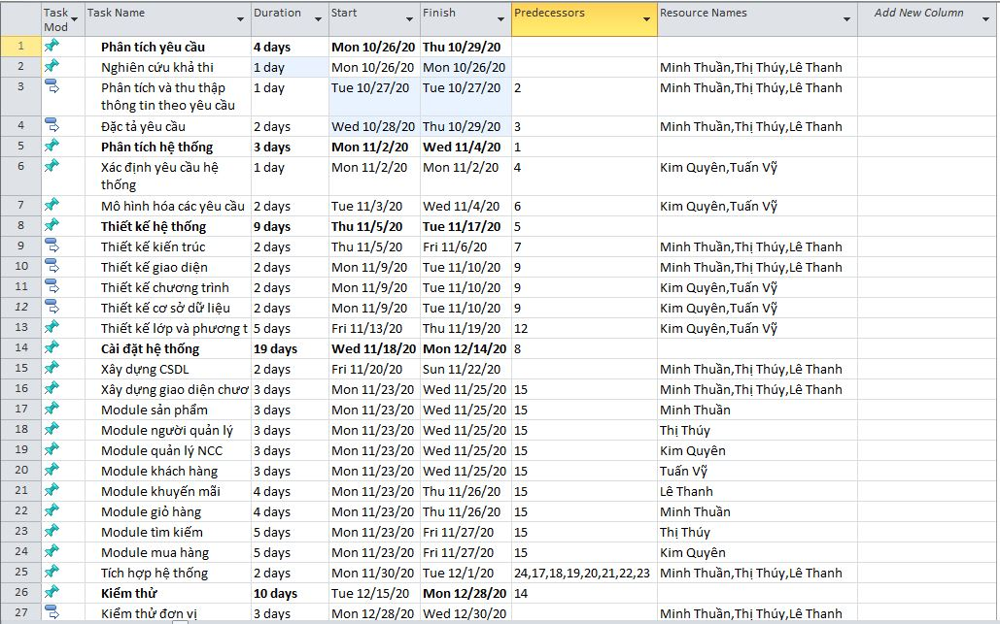 Task Mod Task Name Duration Start Finish Predecessors Resource Names Add New Column
1 Phân tích yêu cầu 4 days Mon 10/26/20 Thu 10/29/20
2 Nghiên cứu khả thi 1 day Mon 10/26/20 Mon 10/26/20 Minh Thuần,Thị Thúy,Lê Thanh
3 Phân tích và thu thập thông tin theo yêu cầu 1 day Tue 10/27/20 Tue 10/27/20 2 Minh Thuần,Thị Thúy,Lê Thanh
4 Đặc tả yêu cầu 2 days Wed 10/28/20 Thu 10/29/20 3 Minh Thuần,Thị Thúy,Lê Thanh
5 Phân tích hệ thống 3 days Mon 11/2/20 Wed 11/4/20 1
6 Xác định yêu cầu hệ thống 1 day Mon 11/2/20 Mon 11/2/20 4 Kim Quyên,Tuấn Vỹ
7 Mô hình hóa các yêu cầu 2 days Tue 11/3/20 Wed 11/4/20 6 Kim Quyên,Tuấn Vỹ
8 Thiết kế hệ thống 9 days Thu 11/5/20 Tue 11/17/20 5
9 Thiết kế kiến trúc 2 days Thu 11/5/20 Fri 11/6/20 7 Minh Thuần,Thị Thúy,Lê Thanh
10 Thiết kế giao diện 2 days Mon 11/9/20 Tue 11/10/20 9 Minh Thuần,Thị Thúy,Lê Thanh
11 Thiết kế chương trình 2 days Mon 11/9/20 Tue 11/10/20 9 Kim Quyên,Tuấn Vỹ
12 Thiết kế cơ sở dữ liệu 2 days Mon 11/9/20 Tue 11/10/20 9 Kim Quyên,Tuấn Vỹ
13 Thiết kế lớp và phương t 5 days Fri 11/13/20 Thu 11/19/20 12 Kim Quyên,Tuấn Vỹ
14 Cài đặt hệ thống 19 days Wed 11/18/20 Mon 12/14/20 8
15 Xây dựng CSDL 2 days Fri 11/20/20 Sun 11/22/20 Minh Thuần,Thị Thúy,Lê Thanh
16 Xây dựng giao diện chươ 3 days Mon 11/23/20 Wed 11/25/20 15 Minh Thuần,Thị Thúy,Lê Thanh
17 Module sản phẩm 3 days Mon 11/23/20 Wed 11/25/20 15 Minh Thuần
18 Module người quản lý 3 days Mon 11/23/20 Wed 11/25/20 15 Thị Thúy
19 Module quản lý NCC 3 days Mon 11/23/20 Wed 11/25/20 15 Kim Quyên
20 Module khách hàng 3 days Mon 11/23/20 Wed 11/25/20 15 Tuấn Vỹ
21 Module khuyến mãi 4 days Mon 11/23/20 Thu 11/26/20 15 Lê Thanh
22 Module giỏ hàng 4 days Mon 11/23/20 Thu 11/26/20 15 Minh Thuần
23 Module tìm kiếm 5 days Mon 11/23/20 Fri 11/27/20 15 Thị Thúy
24 Module mua hàng 5 days Mon 11/23/20 Fri 11/27/20 15 Kim Quyên
25 Tích hợp hệ thống 2 days Mon 11/30/20 Tue 12/1/20 24,17,18,19,20,21,22,23 Minh Thuần,Thị Thúy,Lê Thanh
26 Kiểm thử 10 days Tue 12/15/20 Mon 12/28/20 14
27 Kiểm thử đơn vị 3 days Mon 12/28/20 Wed 12/30/20 Minh Thuần,Thị Thúy,Lê Thanh